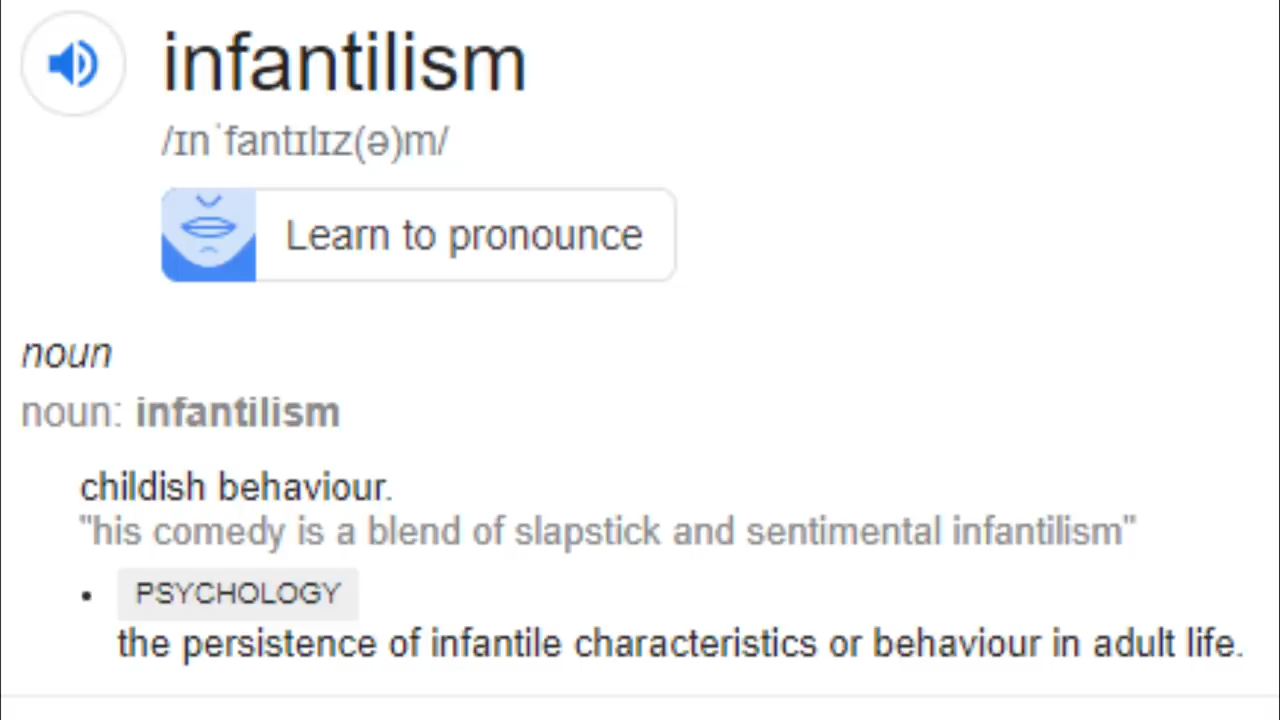 infantilism
/ɪnˈfantɪlɪz(ə)m/
Learn to pronounce
noun
noun: infantilism
childish behaviour.
"his comedy is a blend of slapstick and sentimental infantilism"
• PSYCHOLOGY
the persistence of infantile characteristics or behaviour in adult life.